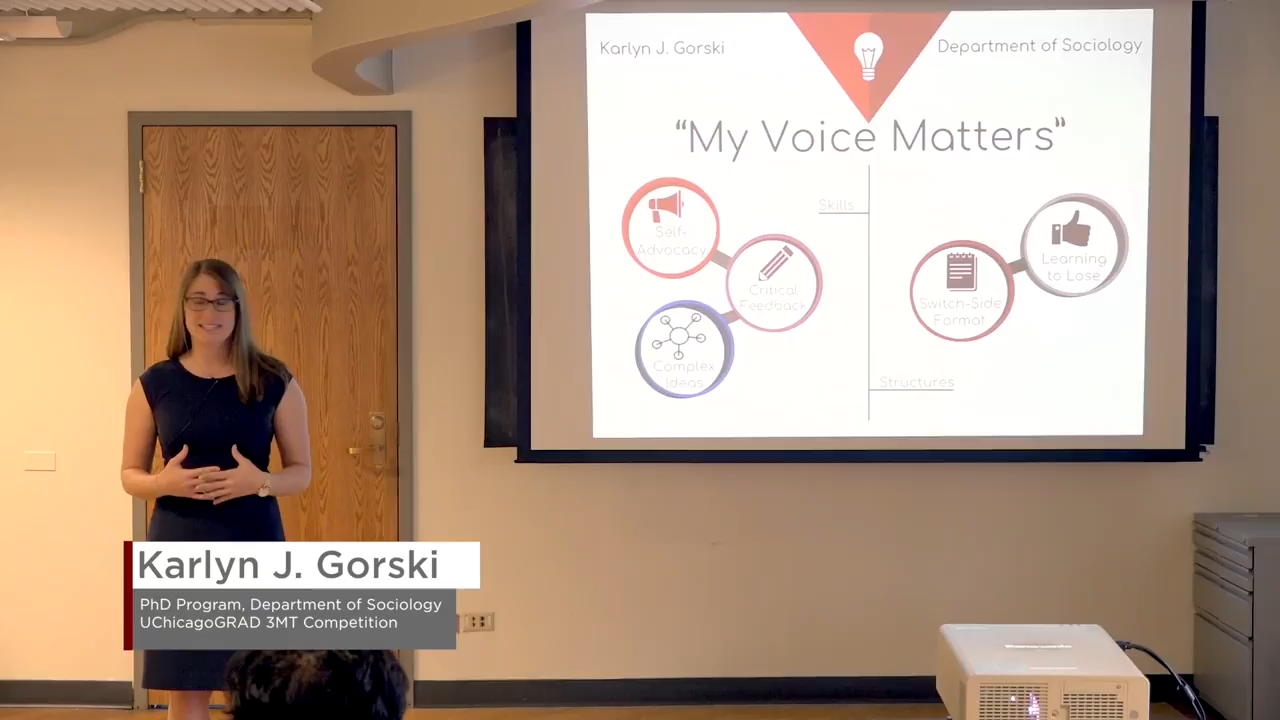 Karlyn J. Gorski
Department of Sociology
"My Voice Matters"
Skills
Self-
Advocacy
Critical
Feedback
Complex
Ideas
Learning
to Lose
Switch-Side
Format
Structures
Karlyn J. Gorski
PhD Program, Department of Sociology
UChicagoGRAD 3MT Competition
Panasonic